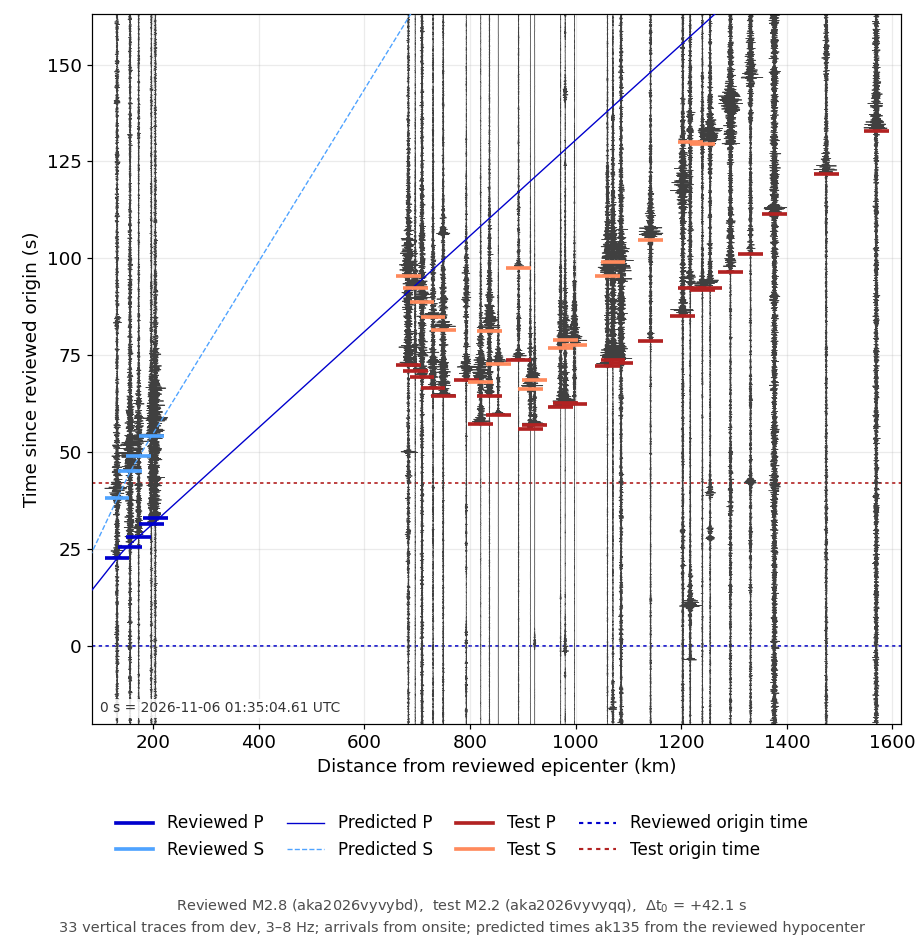 150
125
100
75
50
25
0
Time since reviewed origin (s)
0 s = 2026-11-06 01:35:04.61 UTC
200 400 600 800 1000 1200 1400 1600
Distance from reviewed epicenter (km)
Reviewed P Predicted P Test P Reviewed origin time
Reviewed S Predicted S Test S Test origin time
Reviewed M2.8 (aka2026vyvybd), test M2.2 (aka2026vyvyqq), Δt₀ = +42.1 s
33 vertical traces from dev, 3–8 Hz; arrivals from onsite; predicted times ak135 from the reviewed hypocenter